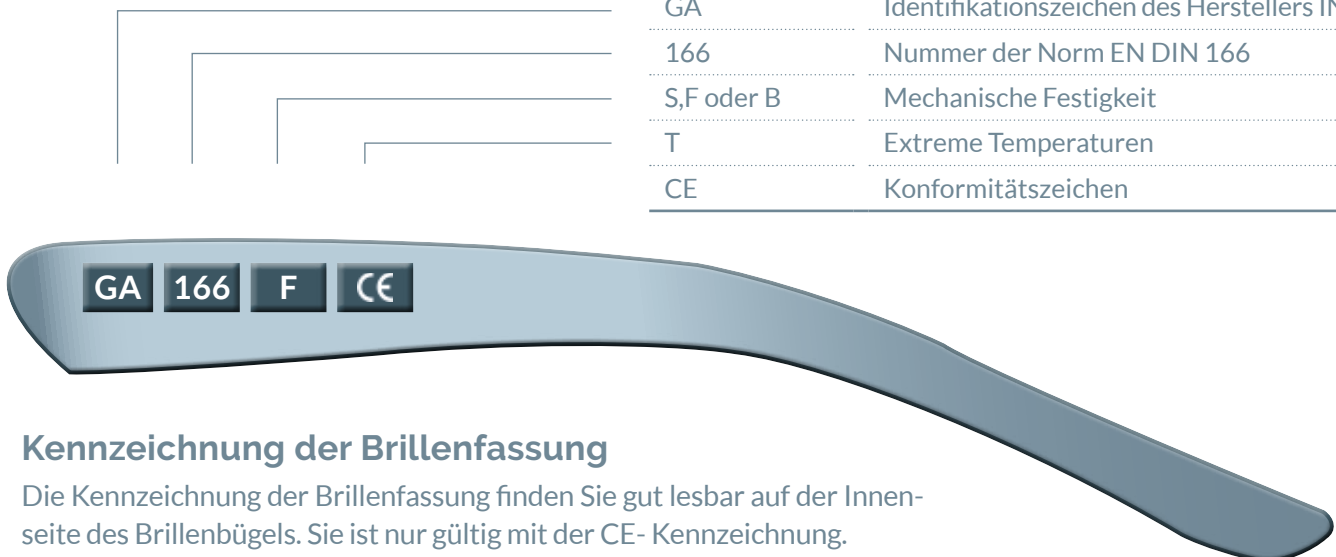 GA Identifikationszeichen des Herstellers
166 Nummer der Norm EN DIN 166
S,F oder B Mechanische Festigkeit
T Extreme Temperaturen
CE Konformitätszeichen
GA 166 F CE
Kennzeichnung der Brillenfassung
Die Kennzeichnung der Brillenfassung finden Sie gut lesbar auf der Innen-
seite des Brillenbügels. Sie ist nur gültig mit der CE- Kennzeichnung.